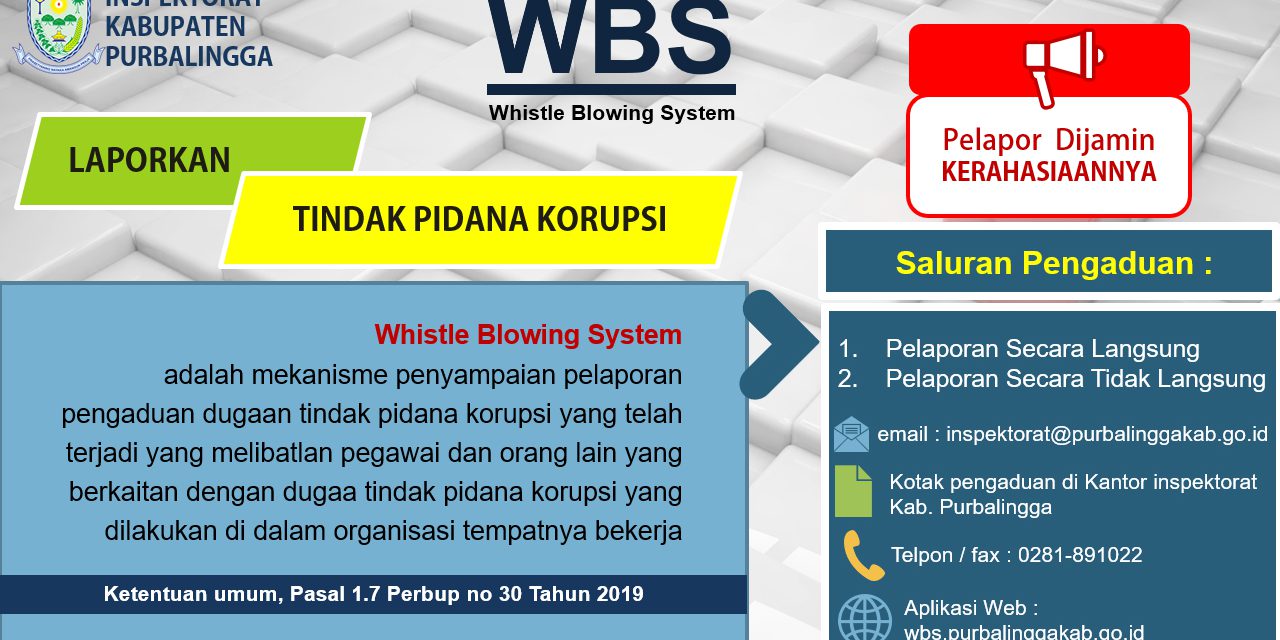 INSPEKTORAT
KABUPATEN
PURBALINGGA
WBS
Whistle Blowing System
Pelapor Dijamin
KERAHASIAANNYA
LAPORKAN
TINDAK PIDANA KORUPSI
Whistle Blowing System
adalah mekanisme penyampaian pelaporan
pengaduan dugaan tindak pidana korupsi yang telah
terjadi yang melibatlan pegawai dan orang lain yang
berkaitan dengan dugaa tindak pidana korupsi yang
dilakukan di dalam organisasi tempatnya bekerja
Ketentuan umum, Pasal 1.7 Perbup no 30 Tahun 2019
Saluran Pengaduan :
1. Pelaporan Secara Langsung
2. Pelaporan Secara Tidak Langsung
email : inspektorat@purbalinggakab.go.id
Kotak pengaduan di Kantor inspektorat
Kab. Purbalingga
Telpon / fax : 0281-891022
Aplikasi Web :
wbs.purbalinggakab.go.id